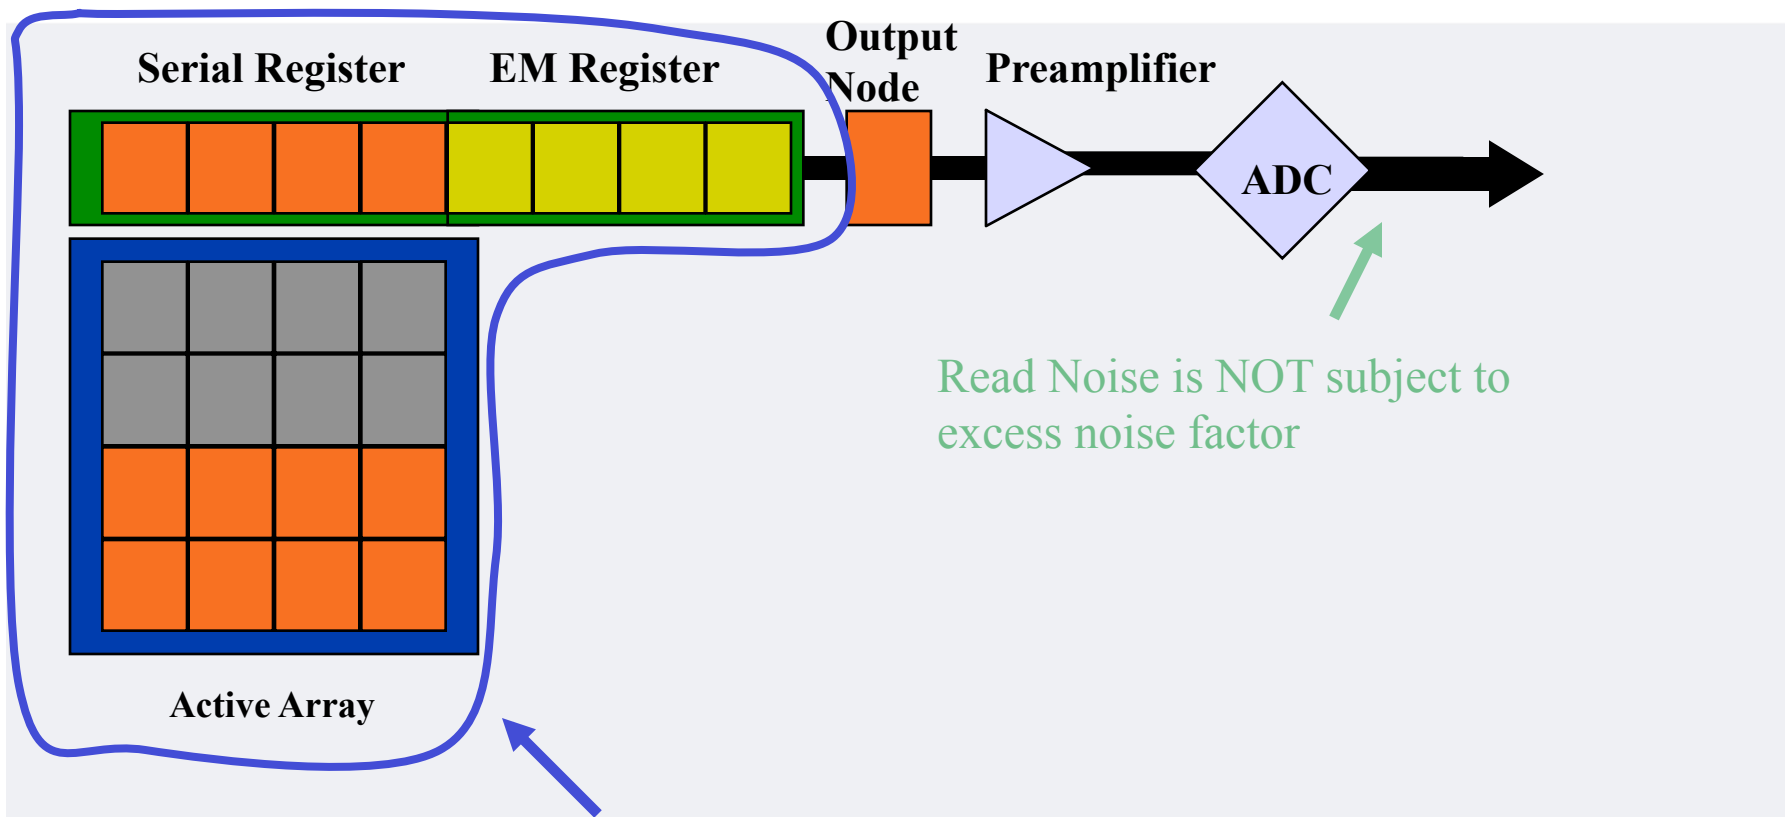 Serial Register
EM Register
Output
Node
Preamplifier
ADC
Read Noise is NOT subject to
excess noise factor
Active Array